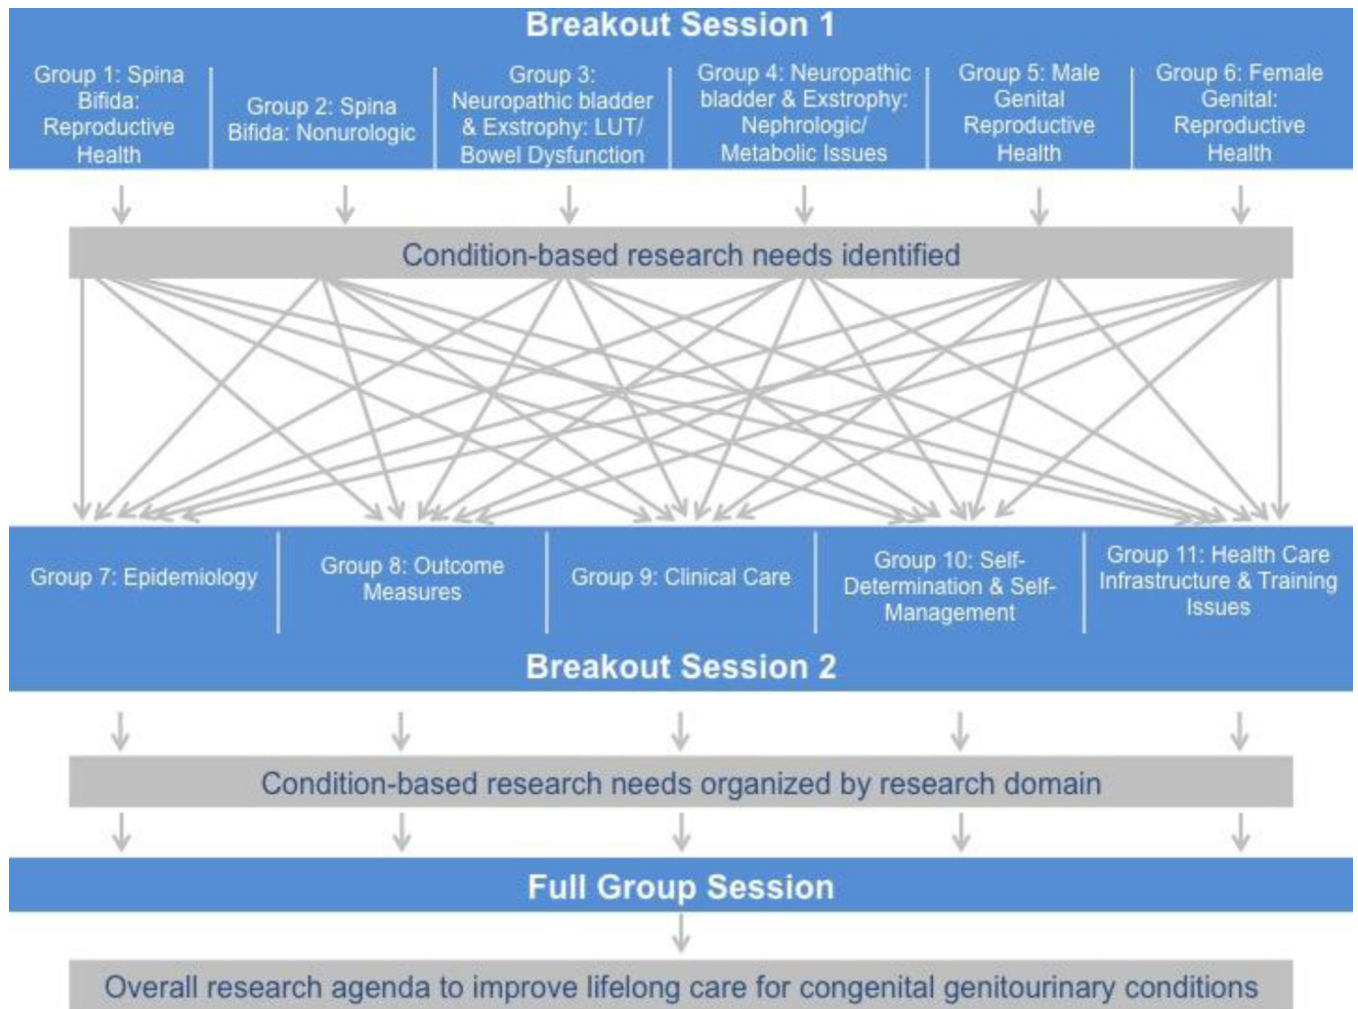 Breakout Session 1
Group 1: Spina
Bifida:
Reproductive
Health
Group 2: Spina
Bifida: Nonurologic
Group 3:
Neuropathic bladder
& Exstrophy: LUT/
Bowel Dysfunction
Group 4: Neuropathic
bladder & Exstrophy:
Nephrologic/
Metabolic Issues
Group 5: Male
Genital
Reproductive
Health
Group 6: Female
Genital:
Reproductive
Health
Condition-based research needs identified
Group 7: Epidemiology
Group 8: Outcome
Measures
Group 9: Clinical Care
Group 10: Self-
Determination & Self-
Management
Group 11: Health Care
Infrastructure & Training
Issues
Breakout Session 2
Condition-based research needs organized by research domain
Full Group Session
Overall research agenda to improve lifelong care for congenital genitourinary conditions